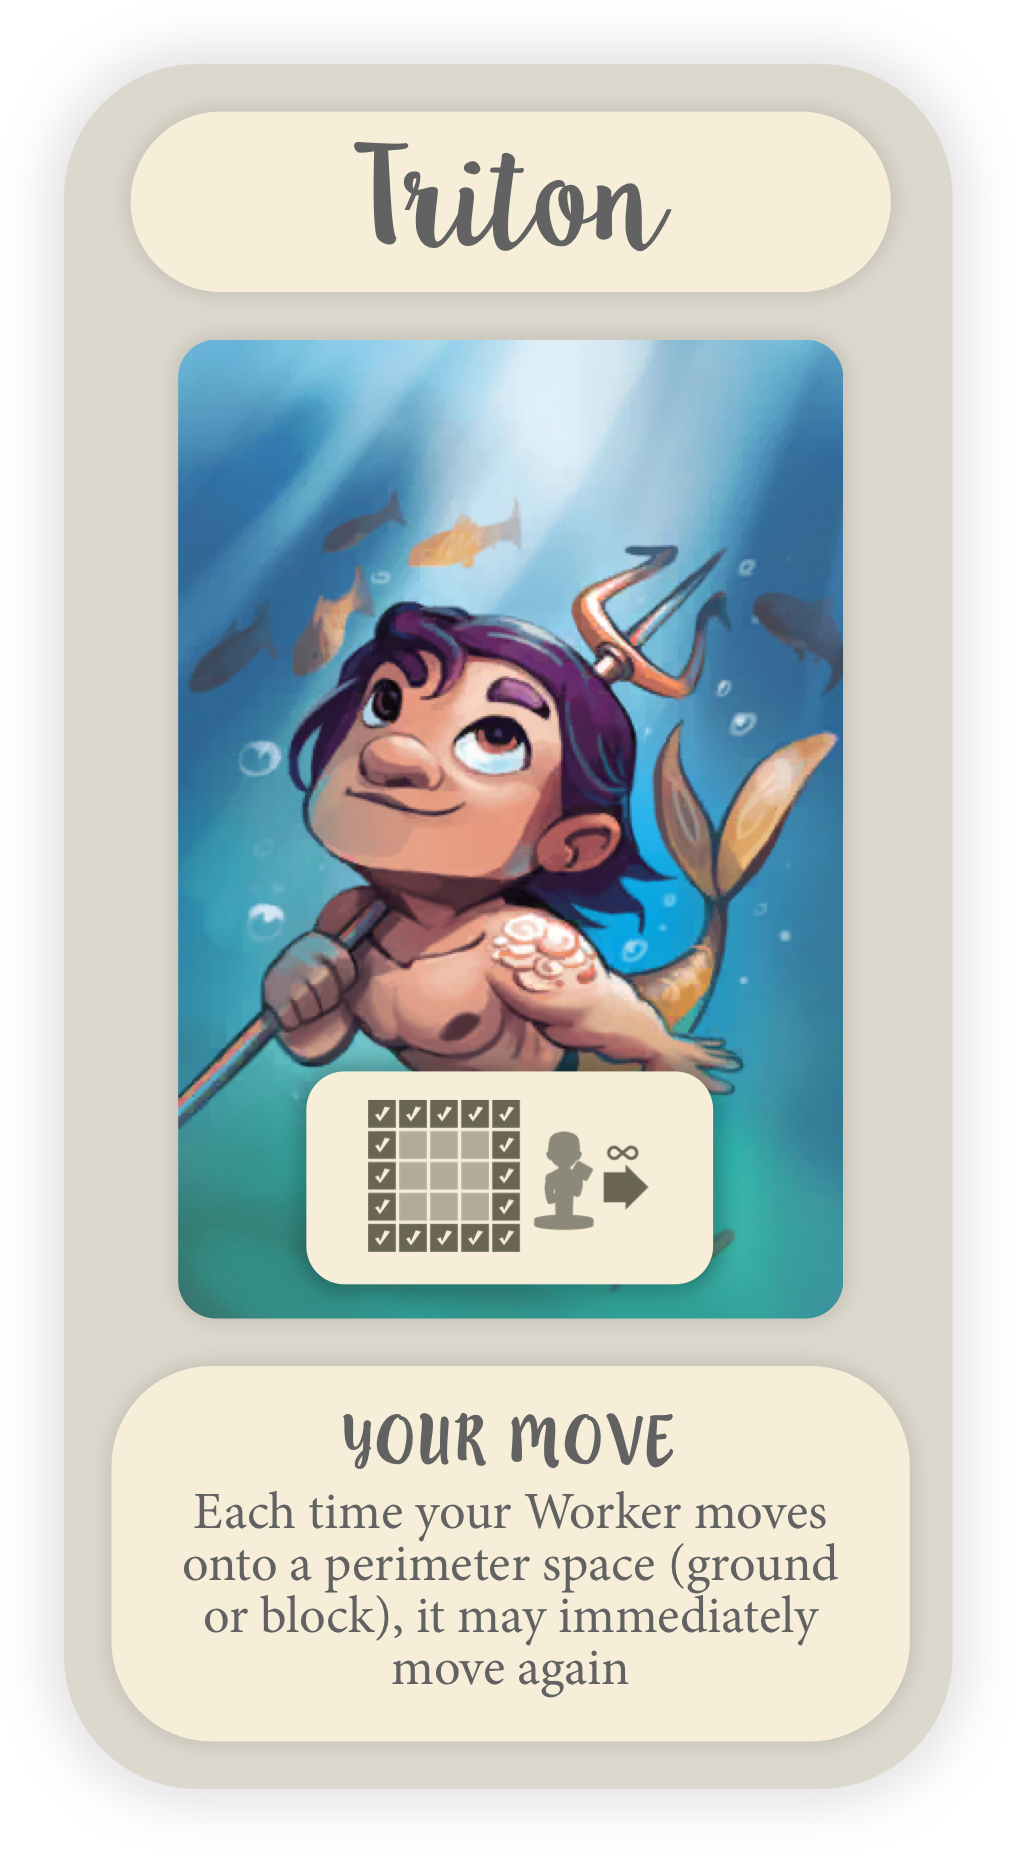 Triton
∞
YOUR MOVE
Each time your Worker moves
onto a perimeter space (ground
or block), it may immediately
move again